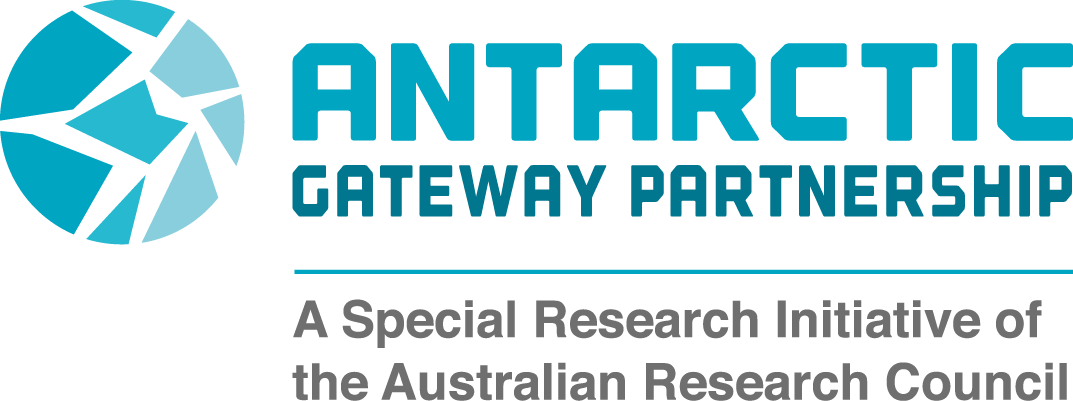 ANTARCTIC
GATEWAY PARTNERSHIP
A Special Research Initiative of
the Australian Research Council